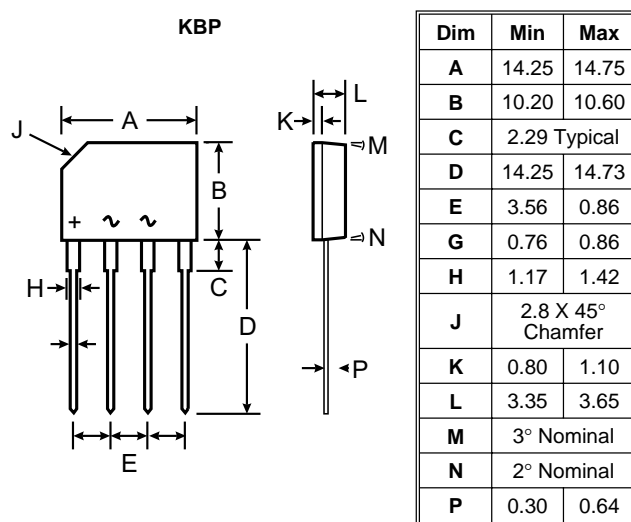 KBP
A
J
B
+
H
C
D
E
L
K
M
N
P
Dim Min Max
A 14.25 14.75
B 10.20 10.60
C 2.29 Typical
D 14.25 14.73
E 3.56 0.86
G 0.76 0.86
H 1.17 1.42
J 2.8 X 45°
Chamfer
K 0.80 1.10
L 3.35 3.65
M 3° Nominal
N 2° Nominal
P 0.30 0.64